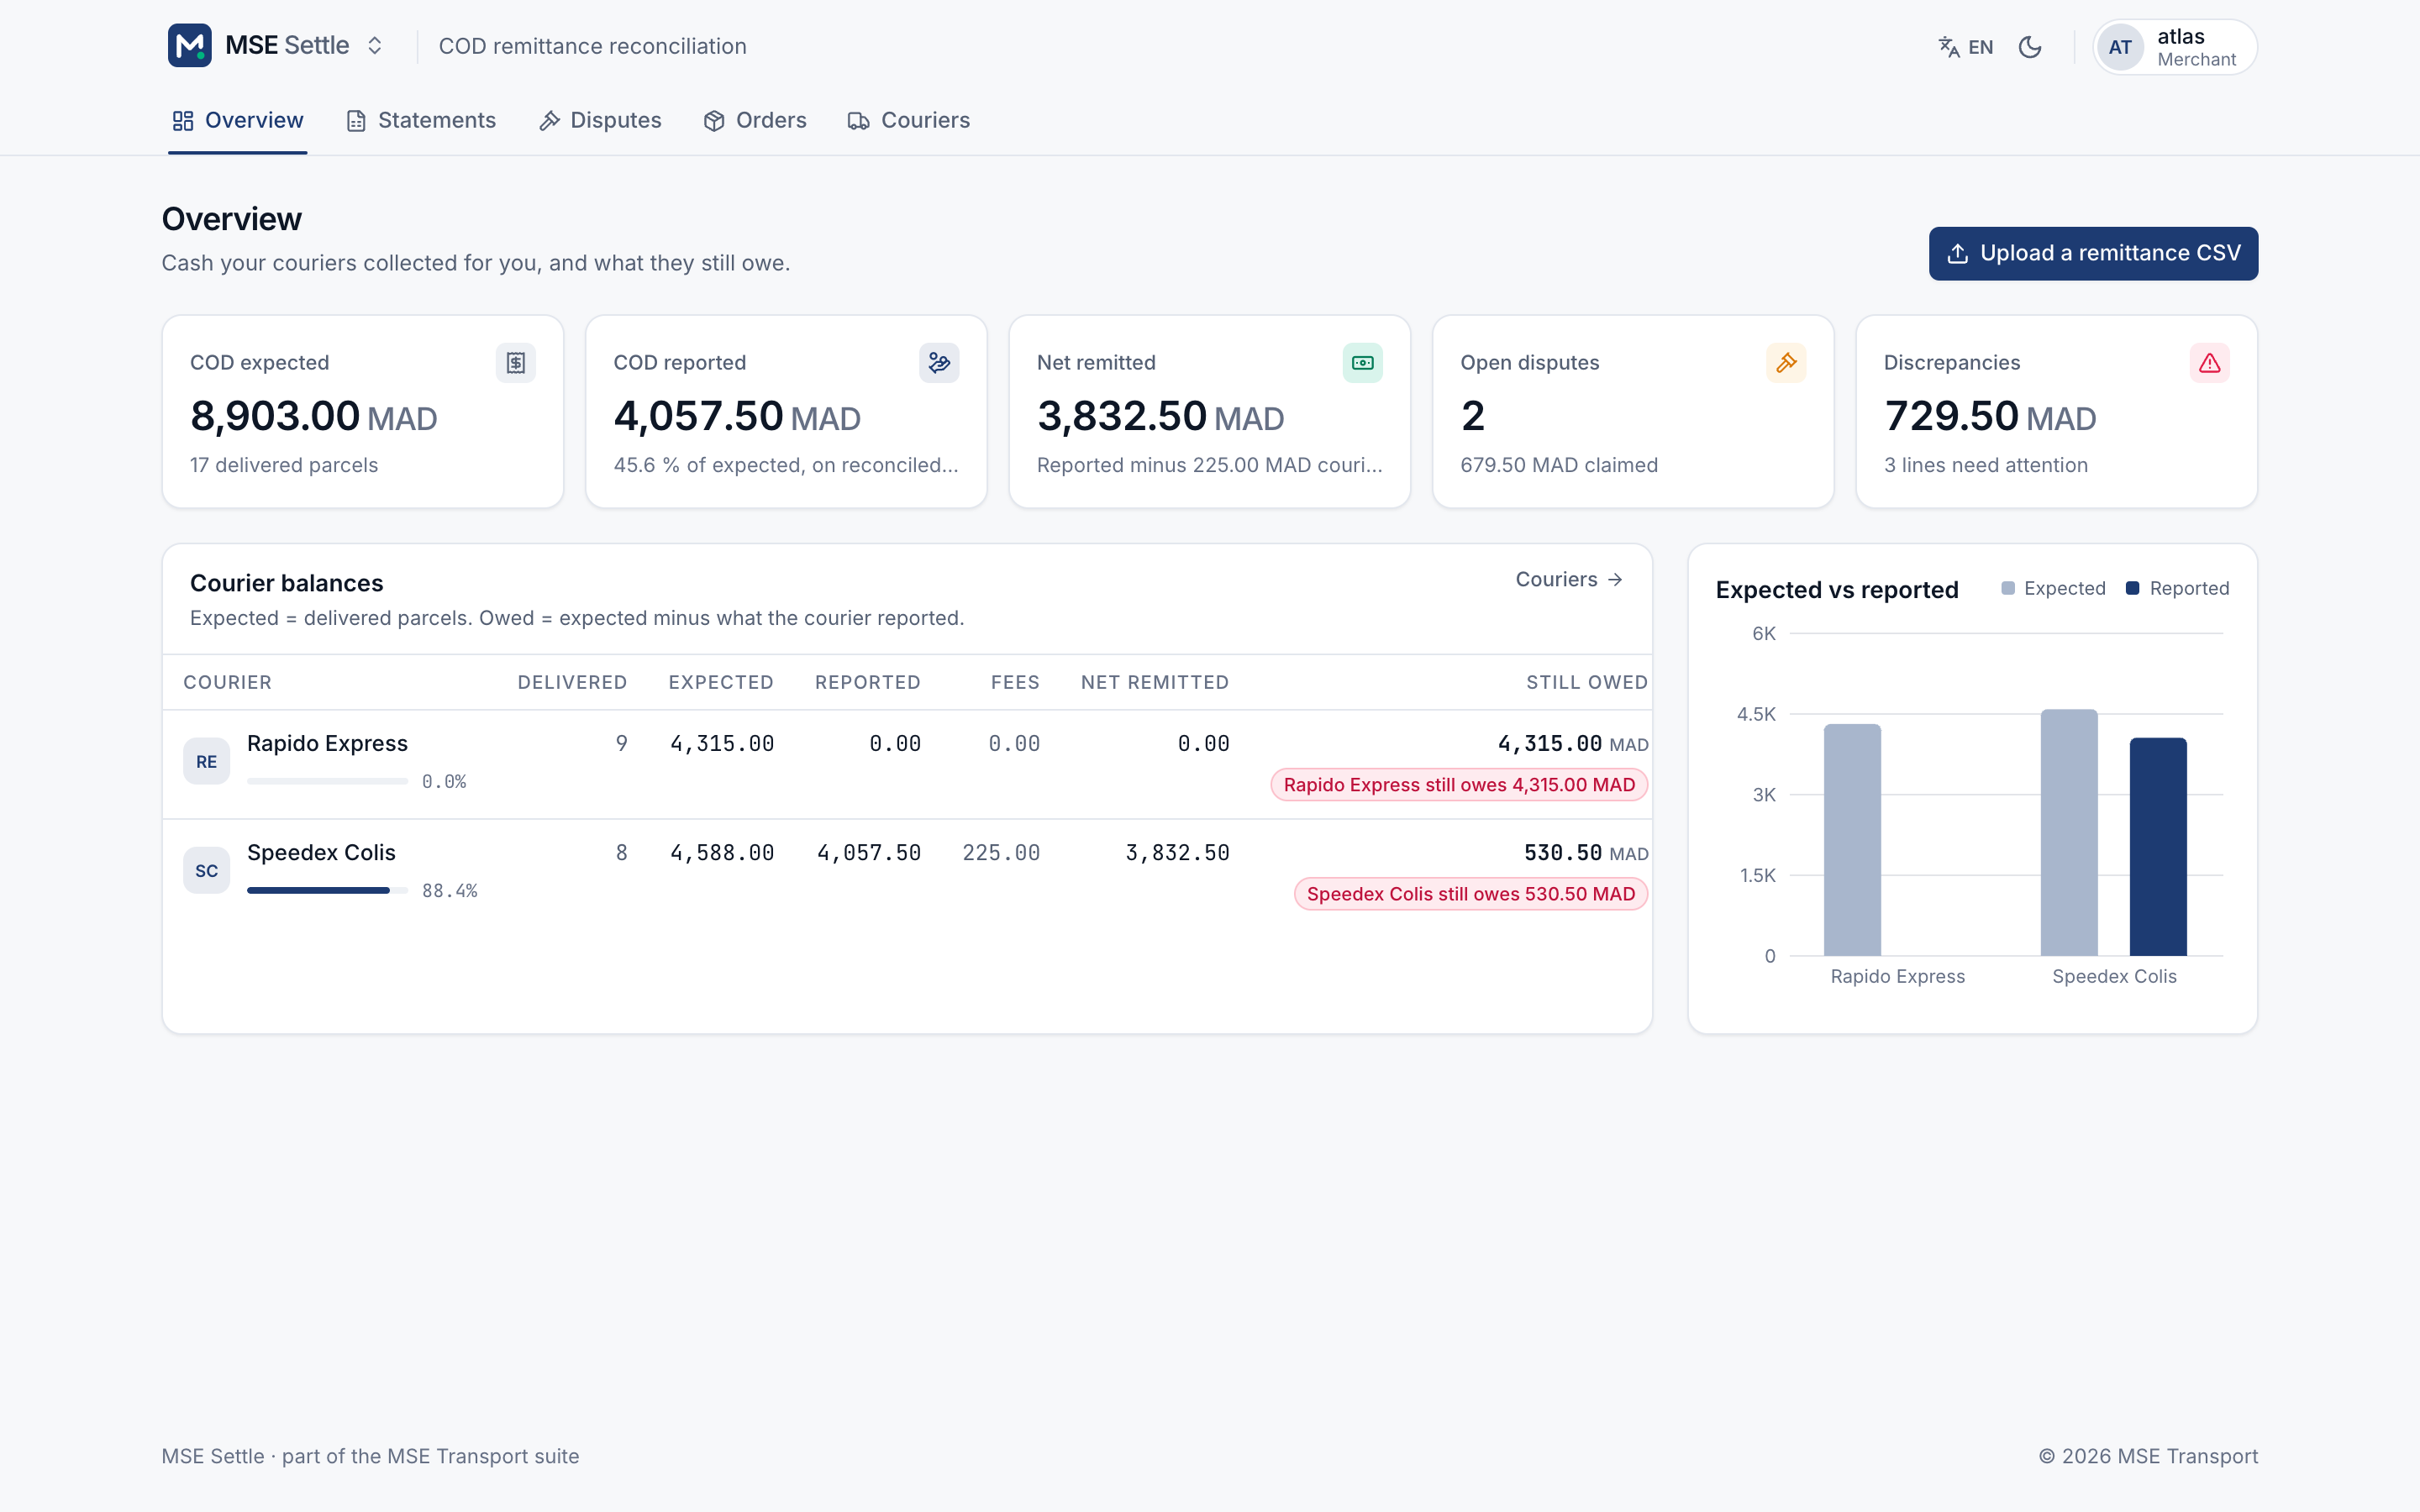 MSE Settle
COD remittance reconciliation
EN
AT
atlas
Merchant
Overview
Statements
Disputes
Orders
Couriers
Overview
Cash your couriers collected for you, and what they still owe.
Upload a remittance CSV
COD expected
8,903.00 MAD
17 delivered parcels
COD reported
4,057.50 MAD
45.6 % of expected, on reconciled...
Net remitted
3,832.50 MAD
Reported minus 225.00 MAD couri...
Open disputes
2
679.50 MAD claimed
Discrepancies
729.50 MAD
3 lines need attention
Courier balances
Couriers →
Expected = delivered parcels. Owed = expected minus what the courier reported.
COURIER DELIVERED EXPECTED REPORTED FEES NET REMITTED STILL OWED
RE Rapido Express 9 4,315.00 0.00 0.00 0.00 4,315.00 MAD
0.0% Rapido Express still owes 4,315.00 MAD
SC Speedex Colis 8 4,588.00 4,057.50 225.00 3,832.50 530.50 MAD
88.4% Speedex Colis still owes 530.50 MAD
Expected vs reported
Expected Reported
6K
4.5K
3K
1.5K
0
Rapido Express Speedex Colis
MSE Settle · part of the MSE Transport suite
© 2026 MSE Transport